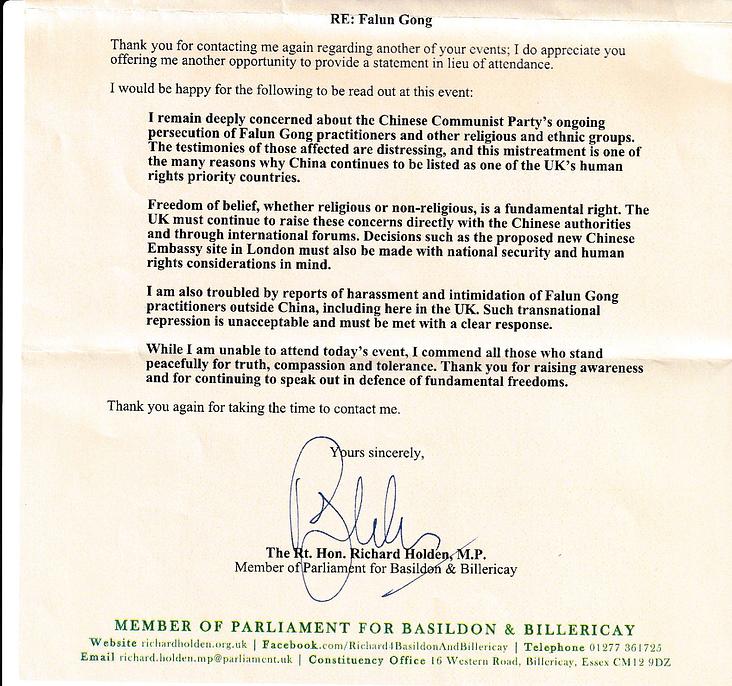 RE: Falun Gong
Thank you for contacting me again regarding another of your events; I do appreciate you
offering me another opportunity to provide a statement in lieu of attendance.
I would be happy for the following to be read out at this event:
I remain deeply concerned about the Chinese Communist Party's ongoing
persecution of Falun Gong practitioners and other religious and ethnic groups.
The testimonies of those affected are distressing, and this mistreatment is one of
the many reasons why China continues to be listed as one of the UK's human
rights priority countries.
Freedom of belief, whether religious or non-religious, is a fundamental right. The
UK must continue to raise these concerns directly with the Chinese authorities
and through international forums. Decisions such as the proposed new Chinese
Embassy site in London must also be made with national security and human
rights considerations in mind.
I am also troubled by reports of harassment and intimidation of Falun Gong
practitioners outside China, including here in the UK. Such transnational
repression is unacceptable and must be met with a clear response.
While I am unable to attend today's event, I commend all those who stand
peacefully for truth, compassion and tolerance. Thank you for raising awareness
and for continuing to speak out in defence of fundamental freedoms.
Thank you again for taking the time to contact me.
Yours sincerely,
The Rt. Hon. Richard Holden, M.P.
Member of Parliament for Basildon & Billericay
MEMBER OF PARLIAMENT FOR BASILDON & BILLERICAY
Website richardholden.org.uk | Facebook.com/Richard4BasildonAndBillericay | Telephone 01277 361725
Email richard.holden.mp@parliament.uk | Constituency Office 16 Western Road, Billericay, Essex CM12 9DZ